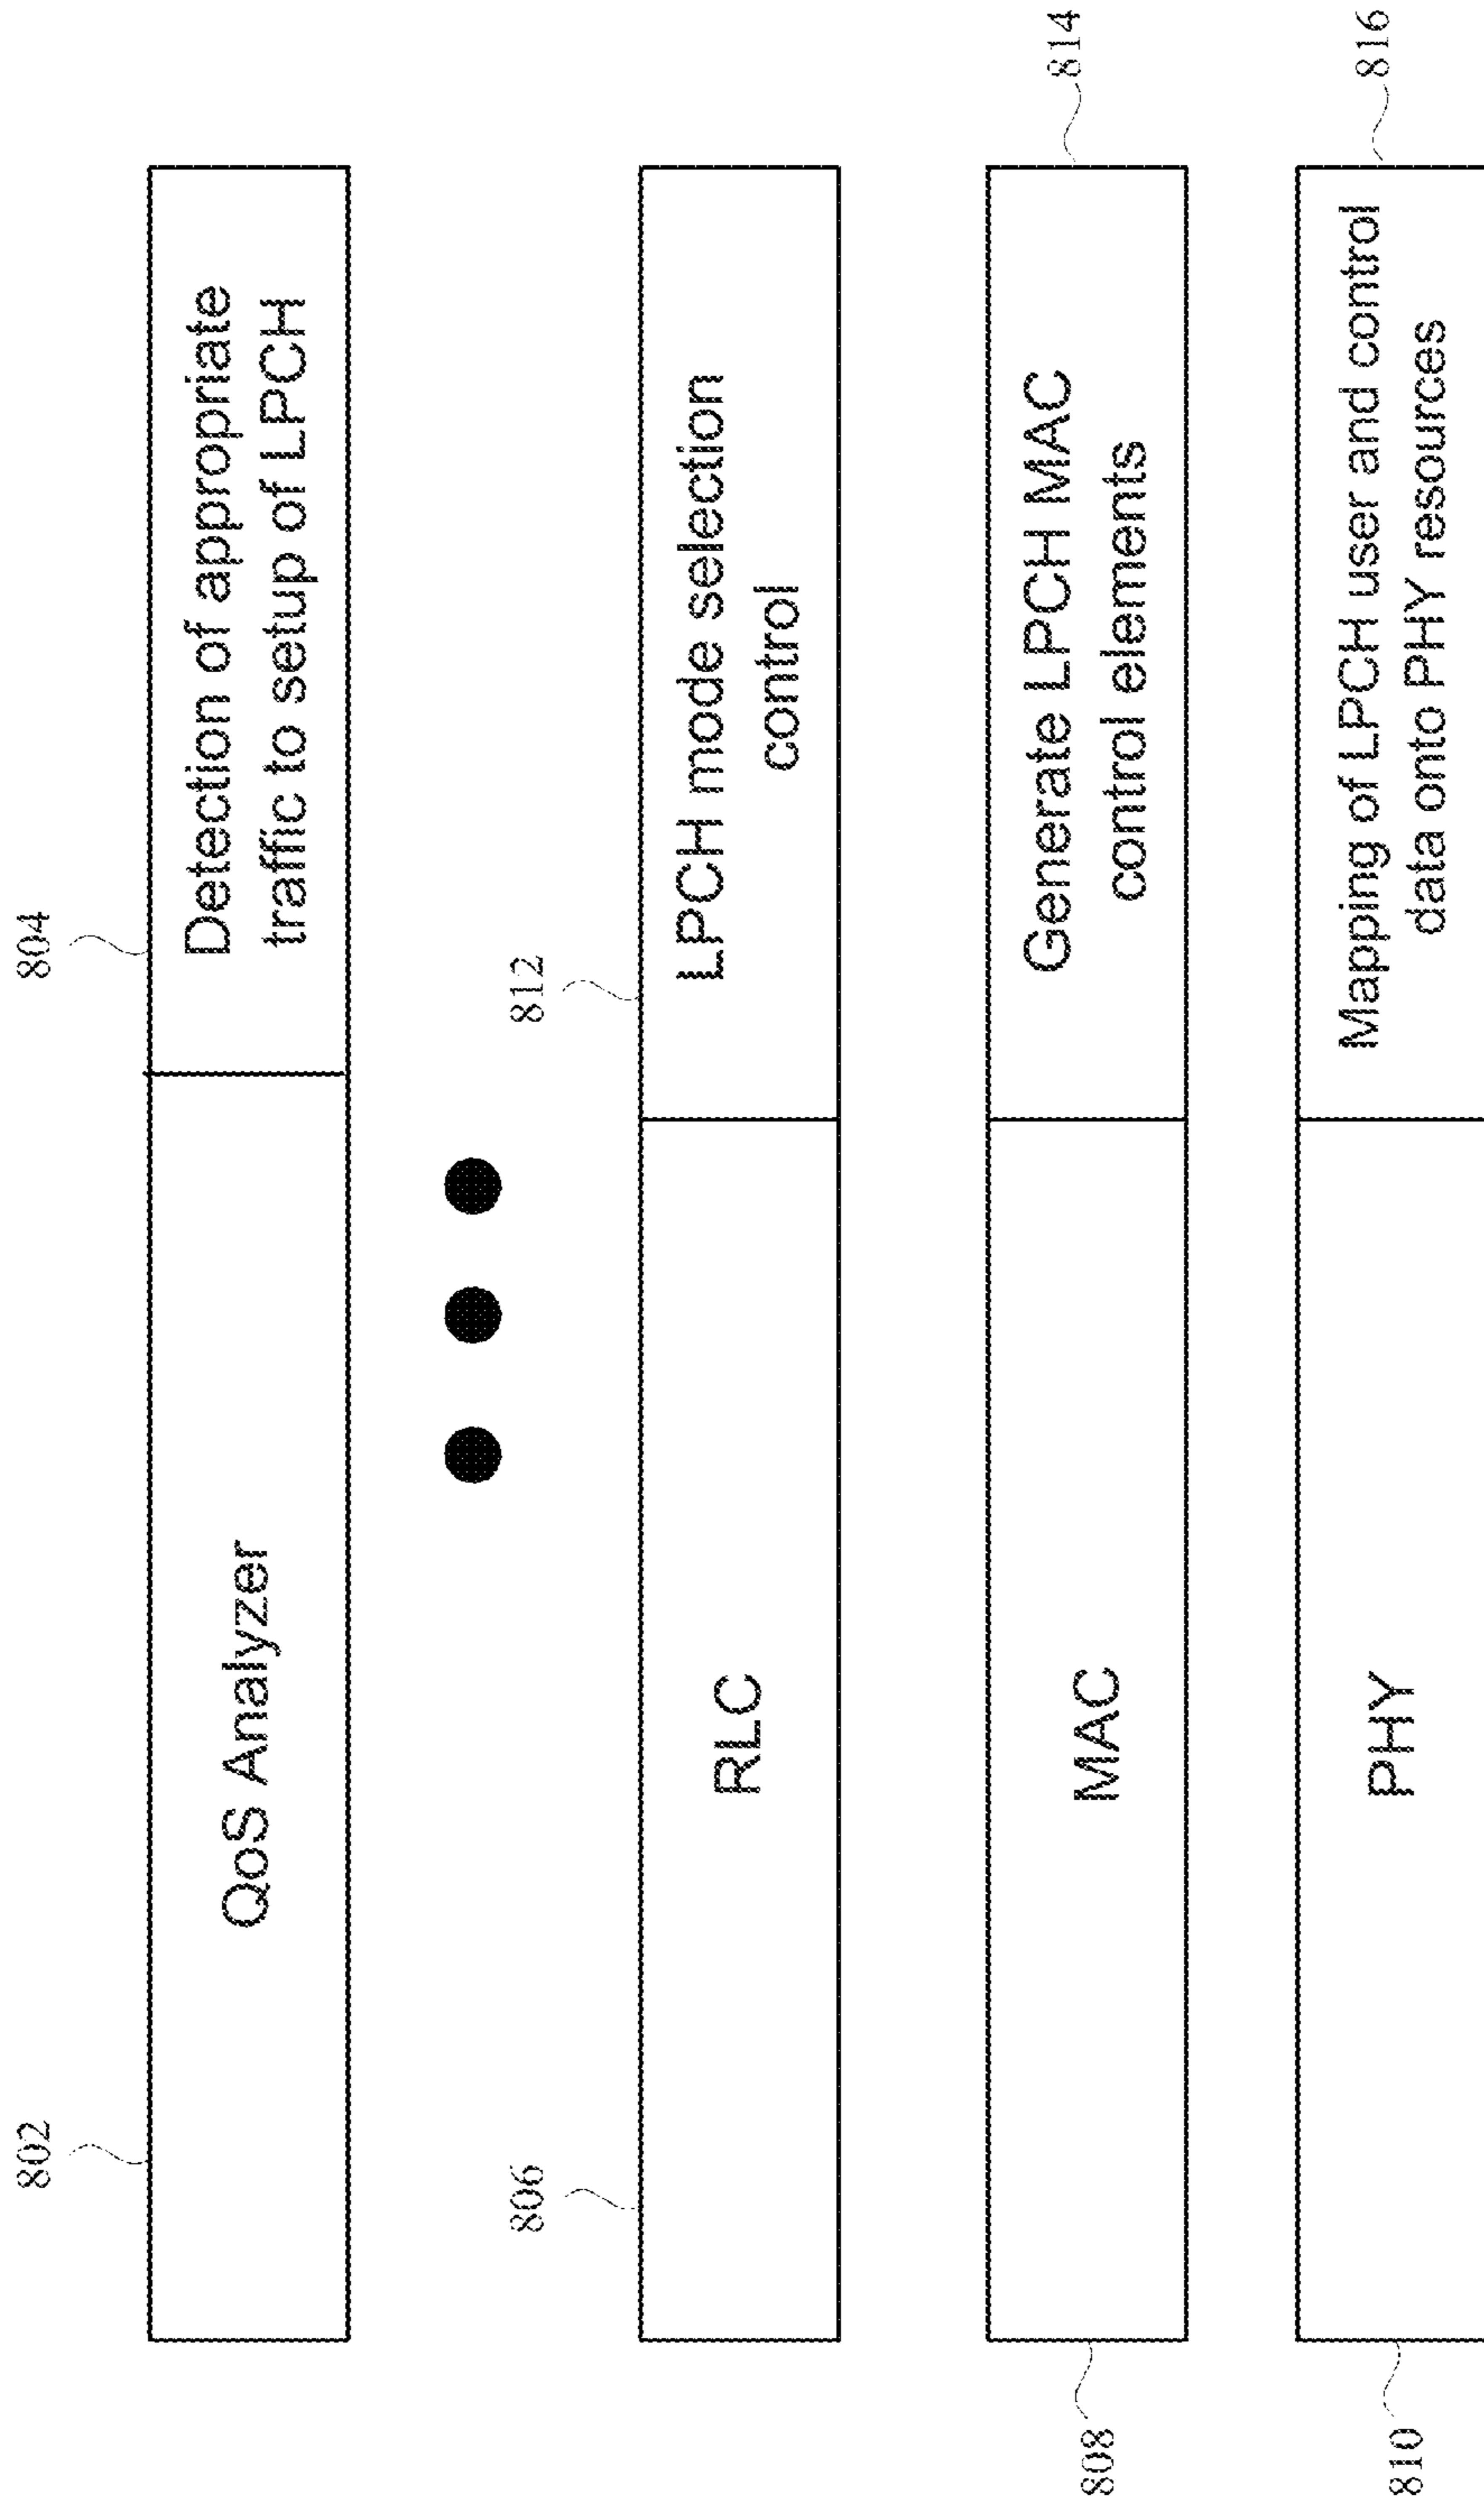 802
804
QoS Analyzer
Detection of appropriate
traffic to setup of LPCH
806
812
RLC
LPCH mode selection
control
808
MAC
Generate LPCH MAC
control elements
814
810
PHY
Mapping of LPCH user and control
data onto PHY resources
816